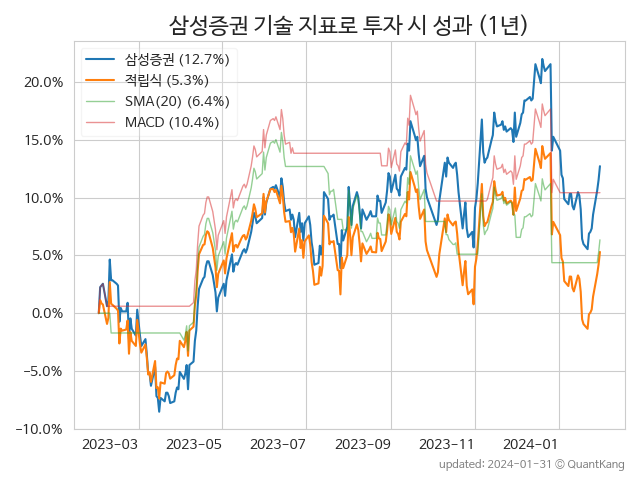 삼성증권 기술 지표로 투자 시 성과 (1년)
삼성증권 (12.7%)
적립식 (5.3%)
SMA(20) (6.4%)
MACD (10.4%)
20.0%
15.0%
10.0%
5.0%
0.0%
−5.0%
−10.0%
2023-03 2023-05 2023-07 2023-09 2023-11 2024-01
updated: 2024-01-31 © QuantKang